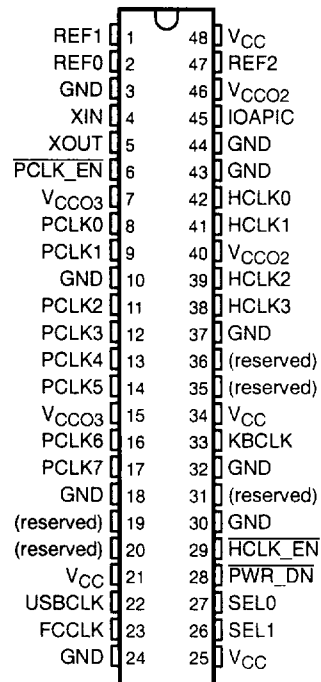 REF1 1 48 VCC
REF0 2 47 REF2
GND 3 46 VCCO2
XIN 4 45 IOAPIC
XOUT 5 44 GND
PCLK_EN 6 43 GND
VCCO3 7 42 HCLK0
PCLK0 8 41 HCLK1
PCLK1 9 40 VCCO2
GND 10 39 HCLK2
PCLK2 11 38 HCLK3
PCLK3 12 37 GND
PCLK4 13 36 (reserved)
PCLK5 14 35 (reserved)
VCCO3 15 34 VCC
PCLK6 16 33 KBCLK
PCLK7 17 32 GND
GND 18 31 (reserved)
(reserved) 19 30 GND
(reserved) 20 29 HCLK_EN
VCC 21 28 PWR_DN
USBCLK 22 27 SEL0
FCCLK 23 26 SEL1
GND 24 25 VCC